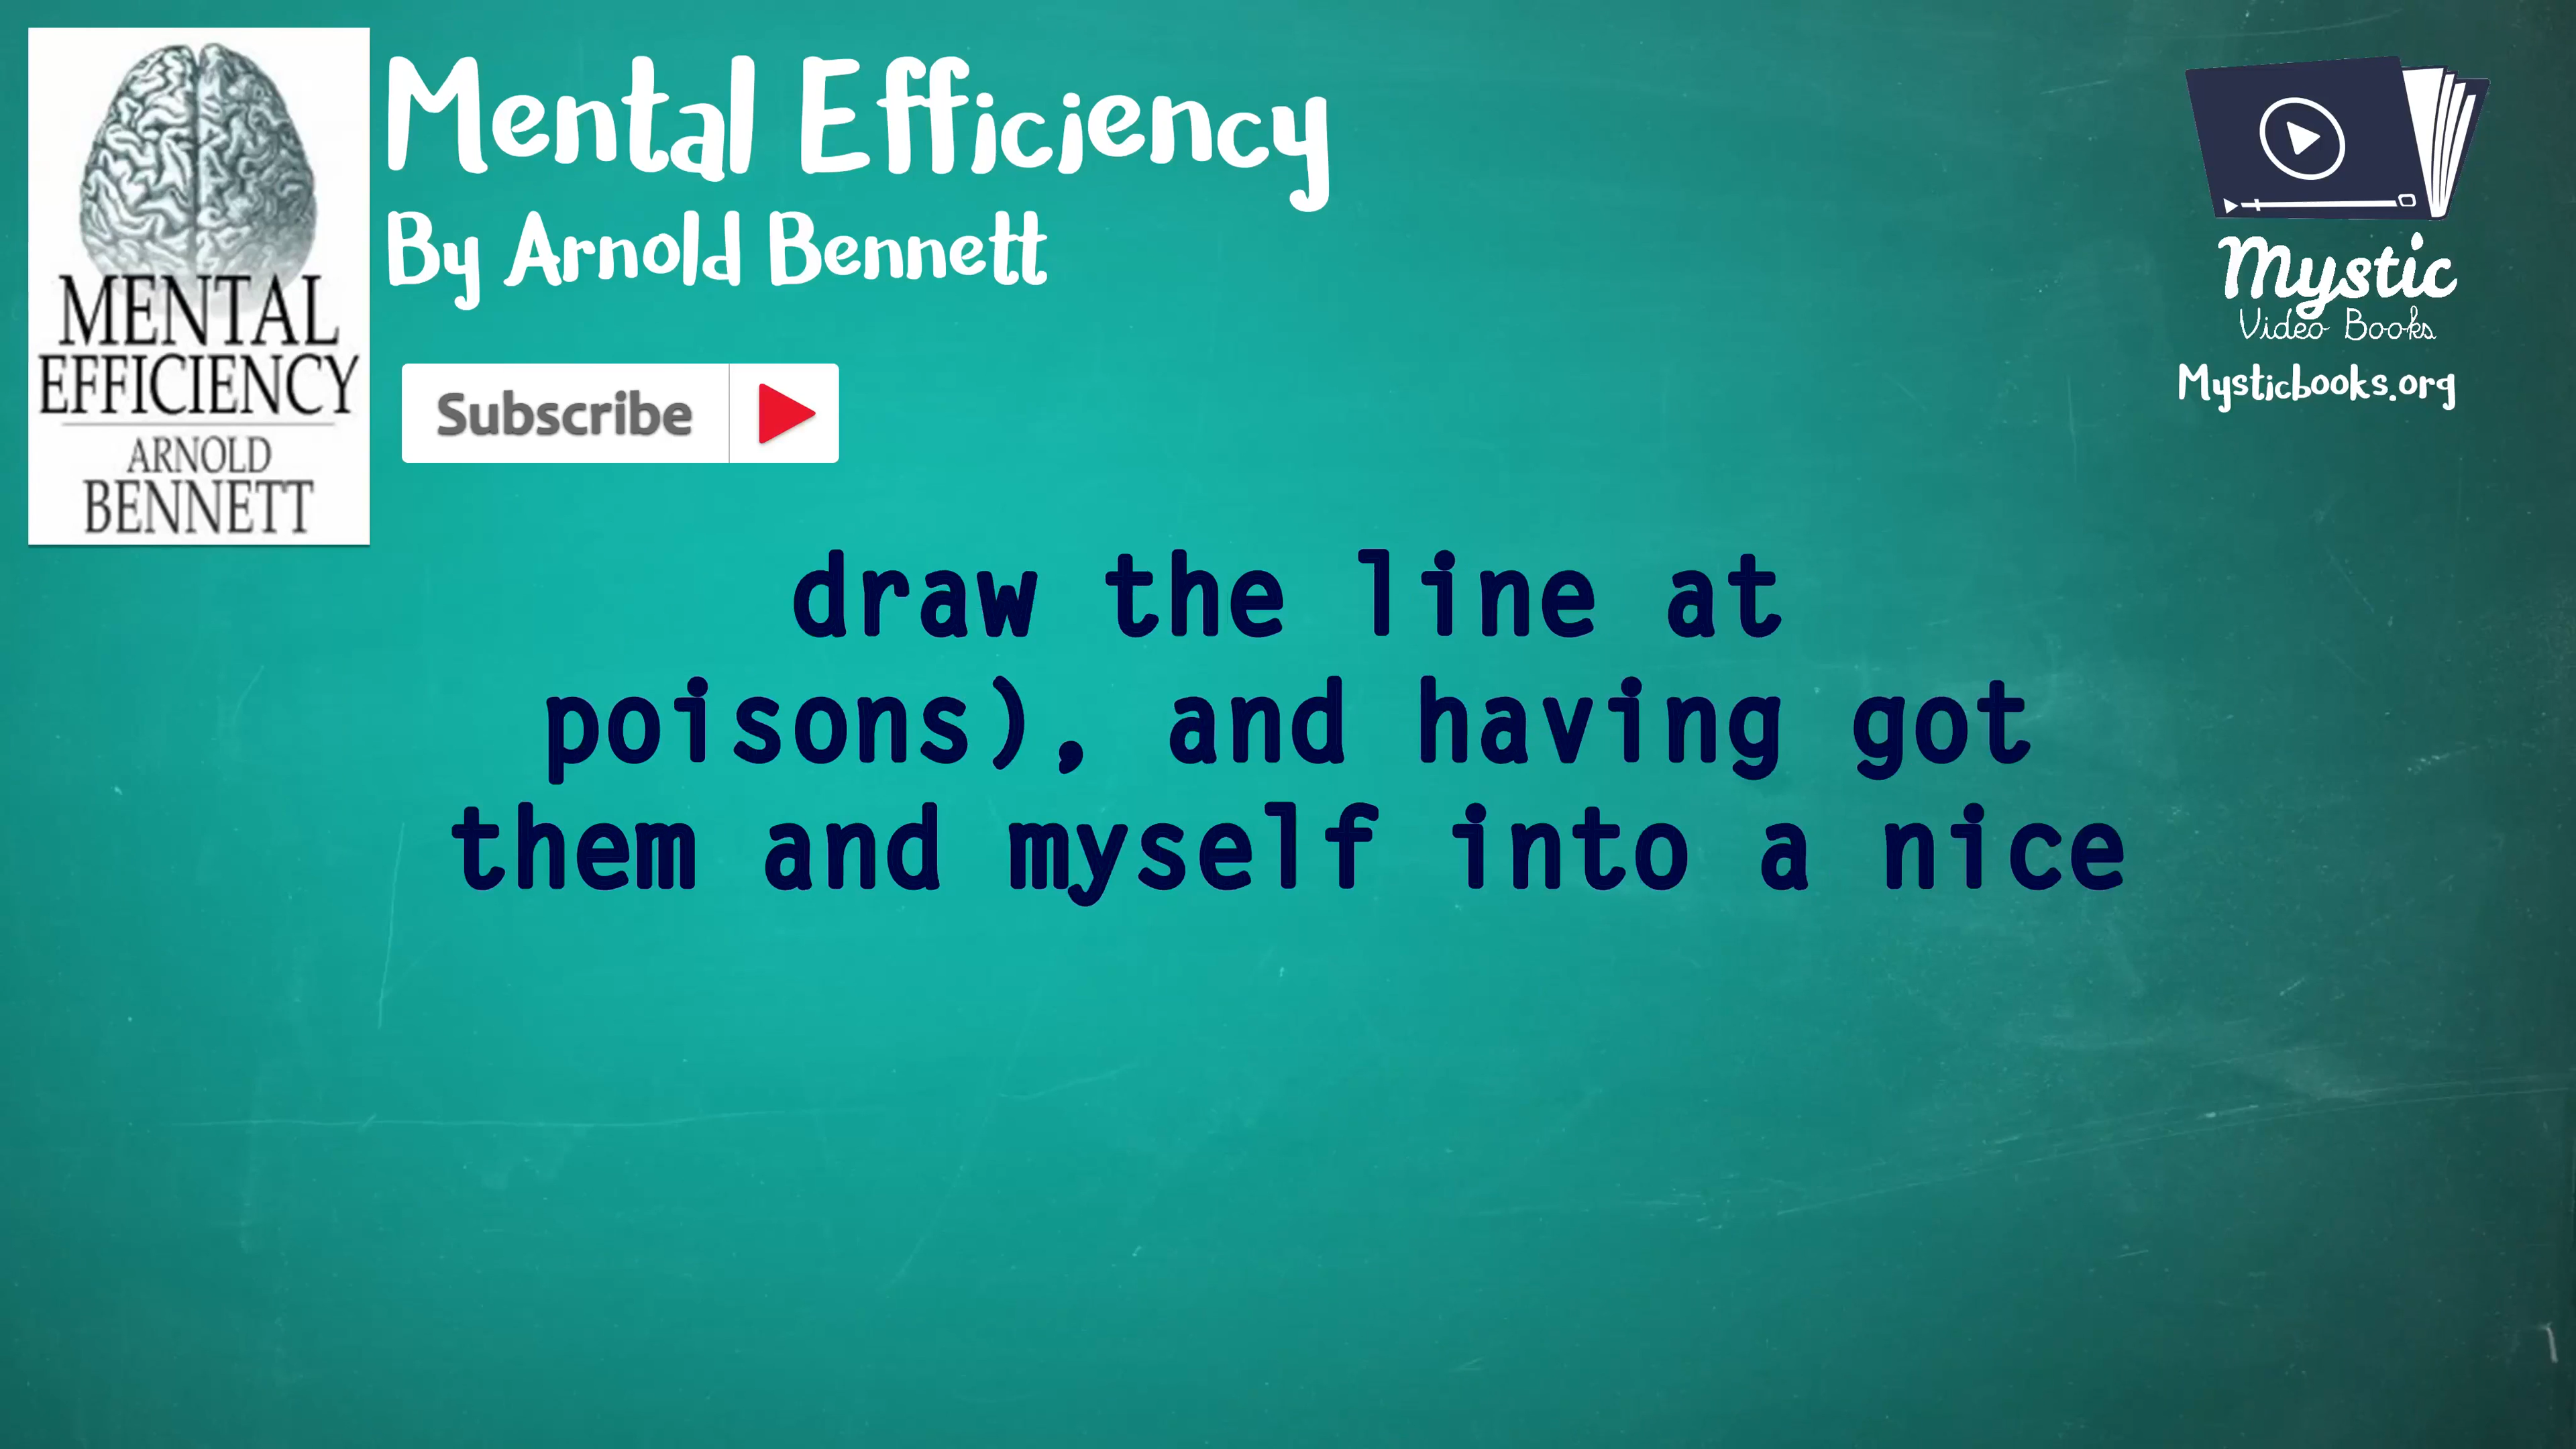 MENTAL
EFFICIENCY
ARNOLD
BENNETT
Mental Efficiency
By Arnold Bennett
Subscribe
Mystic
Video Books
Mysticbooks.org
draw the line at
poisons), and having got
them and myself into a nice